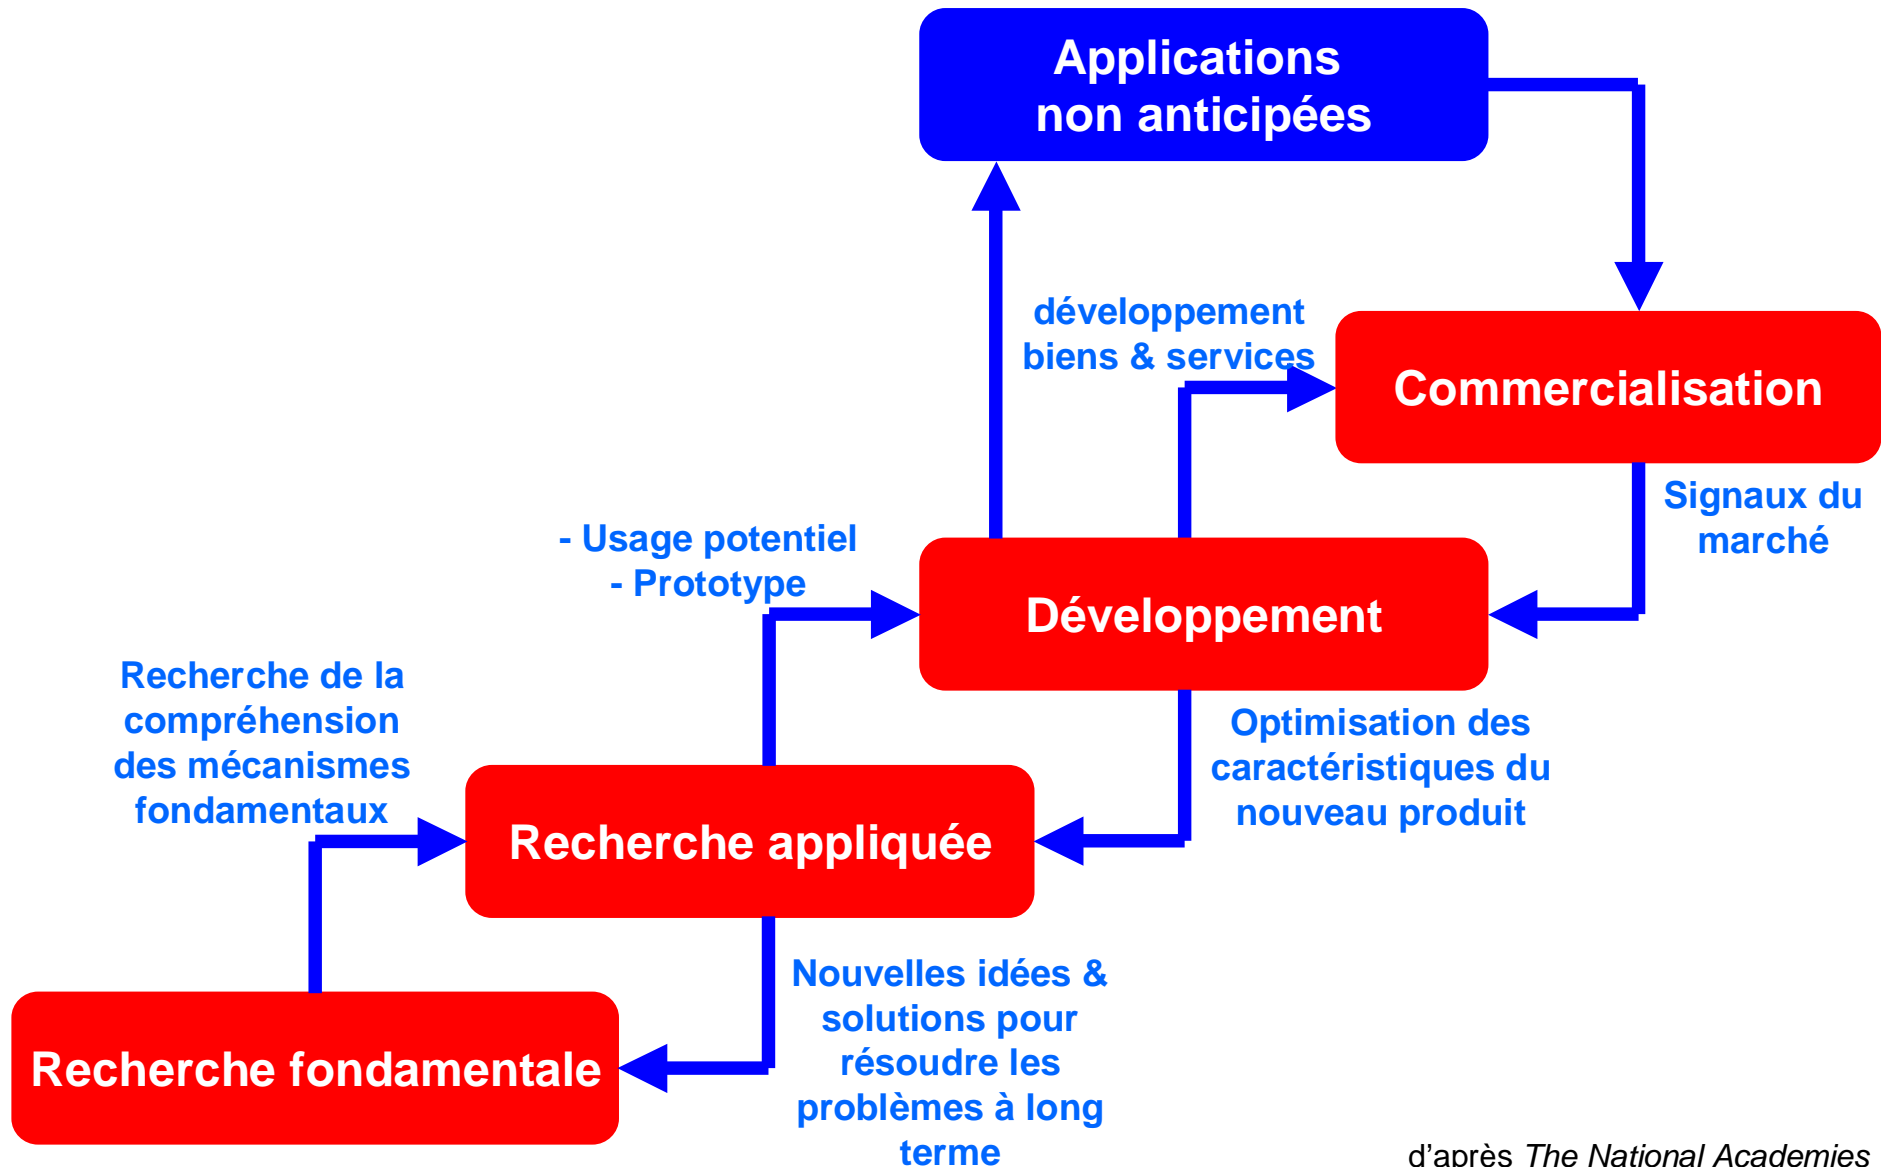 Applications
non anticipées
développement
biens & services
Commercialisation
Signaux du
marché
- Usage potentiel
- Prototype
Développement
Recherche de la
compréhension
des mécanismes
fondamentaux
Optimisation des
caractéristiques du
nouveau produit
Recherche appliquée
Nouvelles idées &
solutions pour
résoudre les
problèmes à long
terme
Recherche fondamentale
d'après The National Academies